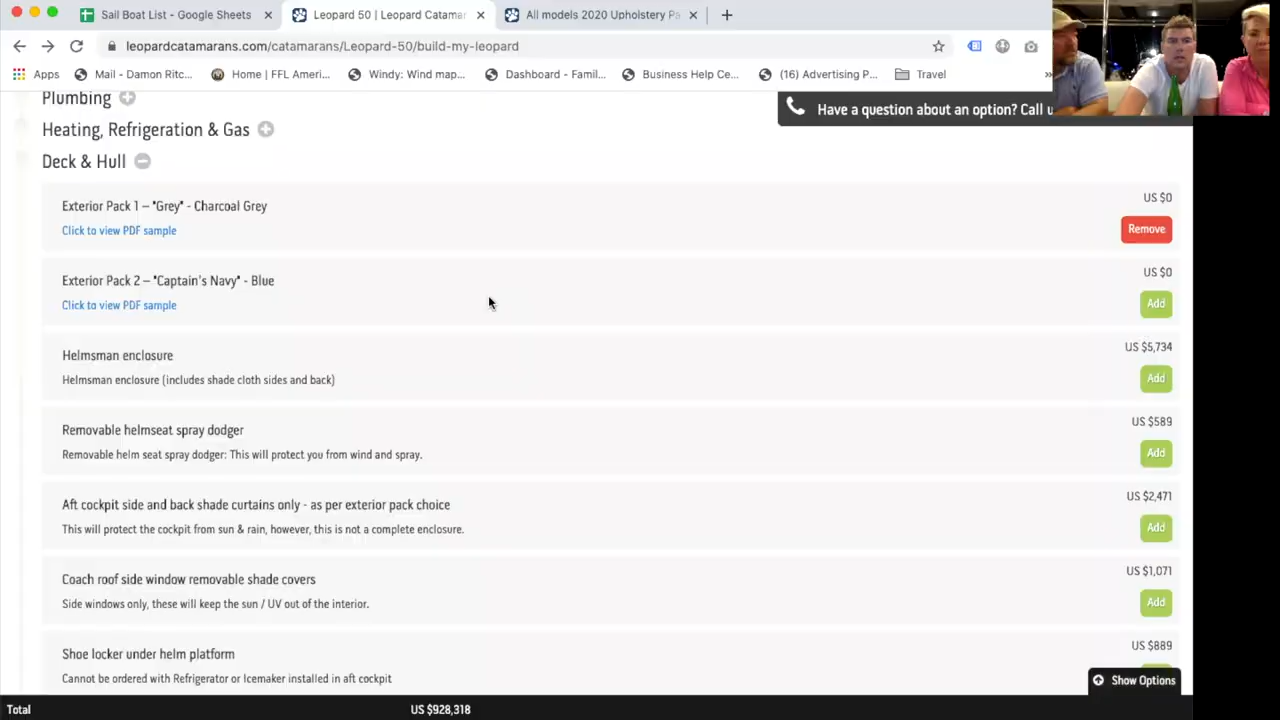 Sail Boat List - Google Sheets
Leopard 50 | Leopard Catamar
All models 2020 Upholstery Pa
leopardcatamarans.com/catamarans/Leopard-50/build-my-leopard
Apps
Mail - Damon Ritc...
Home | FFL Ameri...
Windy: Wind map...
Dashboard - Famil...
Business Help Ce...
(16) Advertising P...
Travel
»
Plumbing
Have a question about an option? Call u
Heating, Refrigeration & Gas
Deck & Hull
Exterior Pack 1 – "Grey" - Charcoal Grey
US $0
Click to view PDF sample
Remove
Exterior Pack 2 – "Captain's Navy" - Blue
US $0
Click to view PDF sample
Add
Helmsman enclosure
US $5,734
Helmsman enclosure (includes shade cloth sides and back)
Add
Removable helmseat spray dodger
US $589
Removable helm seat spray dodger: This will protect you from wind and spray.
Add
Aft cockpit side and back shade curtains only - as per exterior pack choice
US $2,471
This will protect the cockpit from sun & rain, however, this is not a complete enclosure.
Add
Coach roof side window removable shade covers
US $1,071
Side windows only, these will keep the sun / UV out of the interior.
Add
Shoe locker under helm platform
US $889
Cannot be ordered with Refrigerator or Icemaker installed in aft cockpit
Show Options
Total
US $928,318